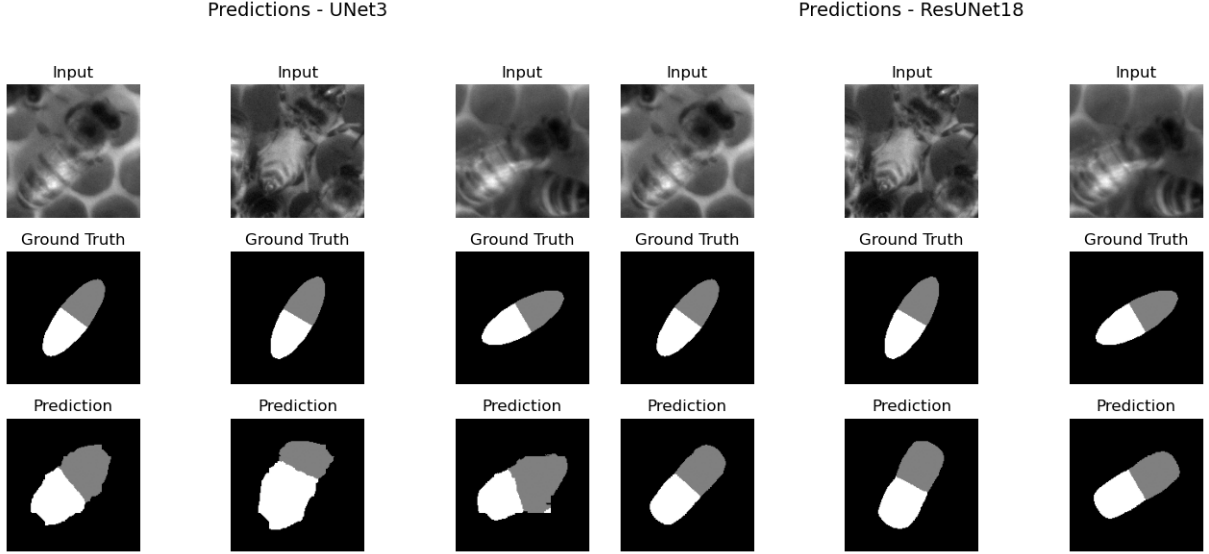 Predictions - UNet3
Predictions - ResUNet18
Input
Input
Input
Input
Input
Input
Ground Truth
Ground Truth
Ground Truth
Ground Truth
Ground Truth
Ground Truth
Prediction
Prediction
Prediction
Prediction
Prediction
Prediction